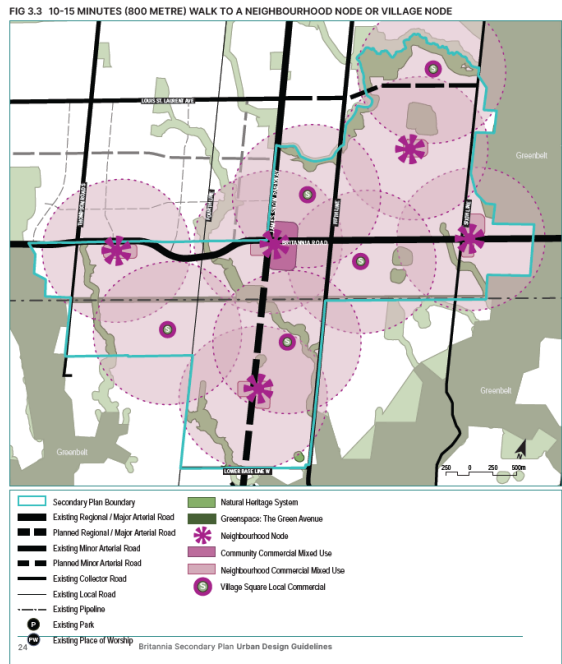 FIG 3.3 10-15 MINUTES (800 METRE) WALK TO A NEIGHBOURHOOD NODE OR VILLAGE NODE
LOUIS ST. LAURENT AVE
Greenbelt
BRITANNIA ROAD
Greenbelt
Greenbelt
LOWER BASE LINE W
N
250 0 250 500m
Secondary Plan Boundary
Existing Regional / Major Arterial Road
Planned Regional / Major Arterial Road
Existing Minor Arterial Road
Planned Minor Arterial Road
Existing Collector Road
Existing Local Road
Existing Pipeline
P Existing Park
PW Existing Place of Worship
Natural Heritage System
Greenspace: The Green Avenue
Neighbourhood Node
Community Commercial Mixed Use
Neighbourhood Commercial Mixed Use
S Village Square Local Commercial
24 Britannia Secondary Plan Urban Design Guidelines